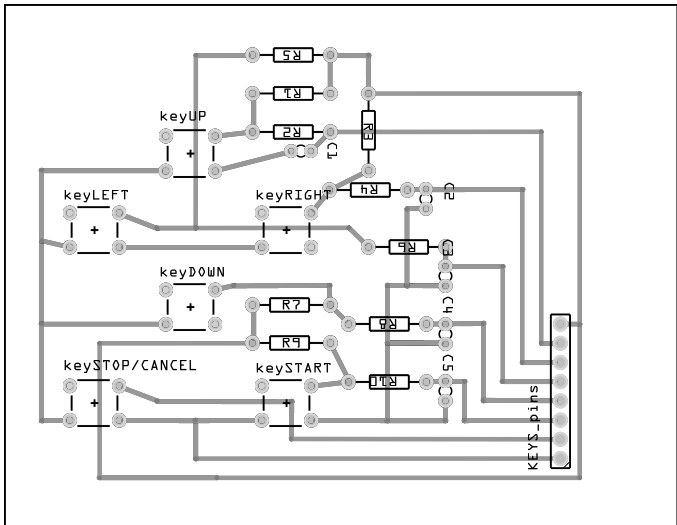 R5
R1
keyUP
R2
R3
C1
keyLEFT
keyRIGHT
R4
C2
R6
C3
keyDOWN
R7
C4
R8
R9
keySTOP/CANCEL
keySTART
C5
R10
KEYS_pins